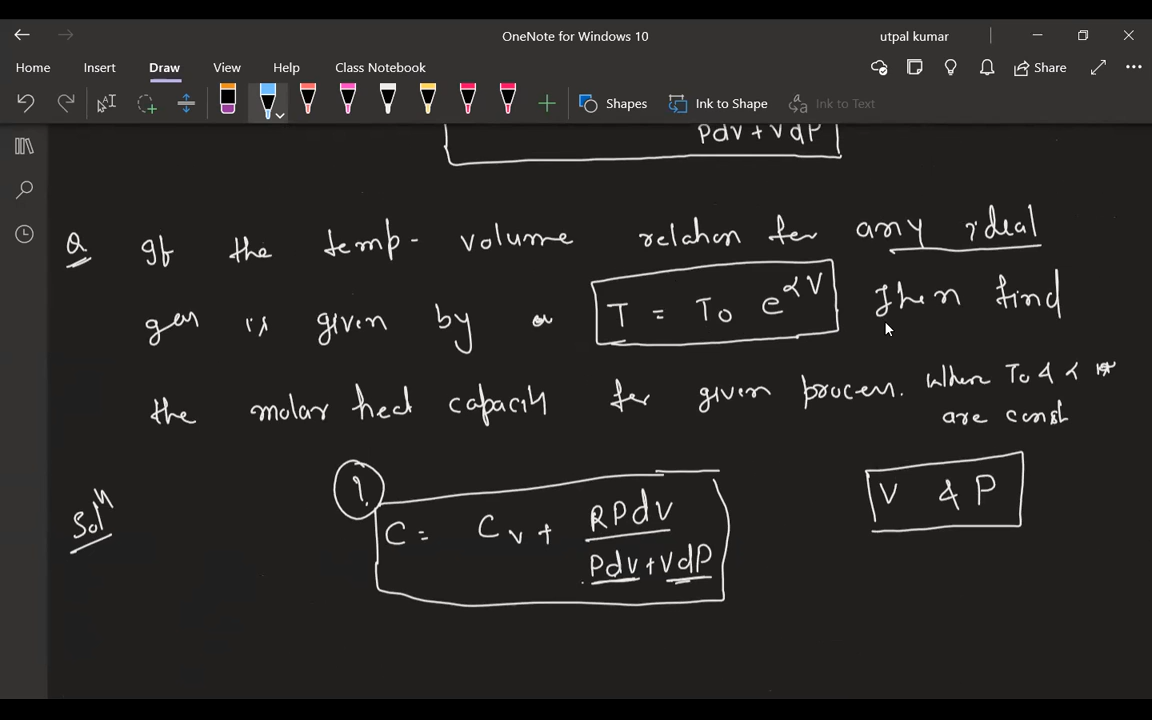 OneNote for Windows 10
utpal kumar
Home Insert Draw View Help Class Notebook
Share
Shapes Ink to Shape Ink to Text
PdV + VdP
Q If the temp- volume relation for any ideal
gas is given by a T = T₀ e^αV then find
the molar heat capacity for given process. When T₀ & α
are const
Solⁿ
? C = Cv + RPdV / PdV + VdP
V & P